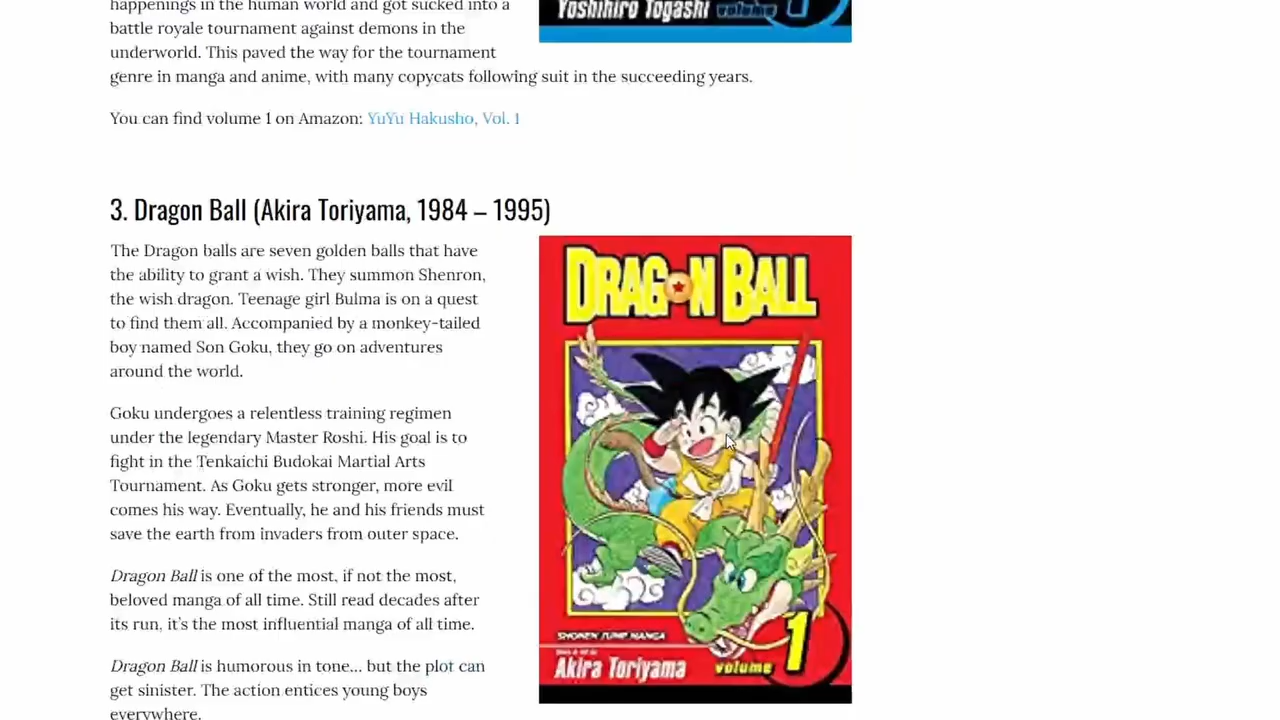 happenings in the human world and got sucked into a
battle royale tournament against demons in the
underworld. This paved the way for the tournament
genre in manga and anime, with many copycats following suit in the succeeding years.
Yoshihiro Togashi volume 1
You can find volume 1 on Amazon: YuYu Hakusho, Vol. 1
3. Dragon Ball (Akira Toriyama, 1984 – 1995)
The Dragon balls are seven golden balls that have
the ability to grant a wish. They summon Shenron,
the wish dragon. Teenage girl Bulma is on a quest
to find them all. Accompanied by a monkey-tailed
boy named Son Goku, they go on adventures
around the world.
Goku undergoes a relentless training regimen
under the legendary Master Roshi. His goal is to
fight in the Tenkaichi Budokai Martial Arts
Tournament. As Goku gets stronger, more evil
comes his way. Eventually, he and his friends must
save the earth from invaders from outer space.
Dragon Ball is one of the most, if not the most,
beloved manga of all time. Still read decades after
its run, it's the most influential manga of all time.
Dragon Ball is humorous in tone... but the plot can
get sinister. The action entices young boys
everywhere.
DRAGON BALL
SHONEN JUMP MANGA
Akira Toriyama volume 1